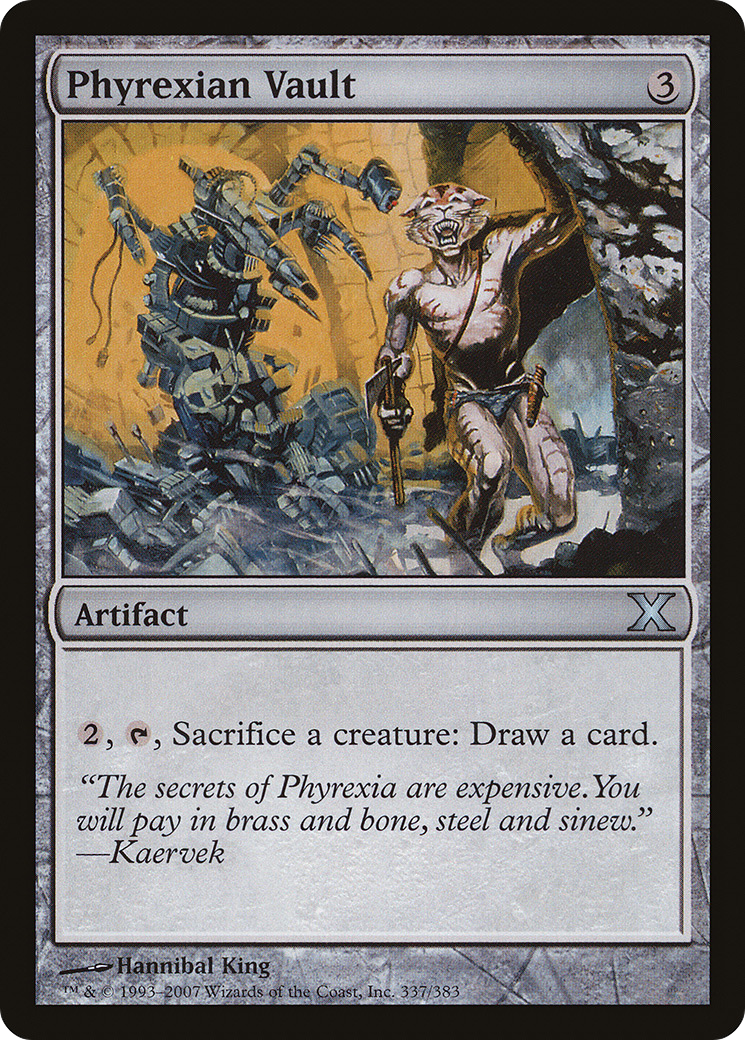 Phyrexian Vault 3
Artifact X
2, , Sacrifice a creature: Draw a card.
“The secrets of Phyrexia are expensive. You
will pay in brass and bone, steel and sinew.”
—Kaervek
Hannibal King
™ & © 1993–2007 Wizards of the Coast, Inc. 337/383